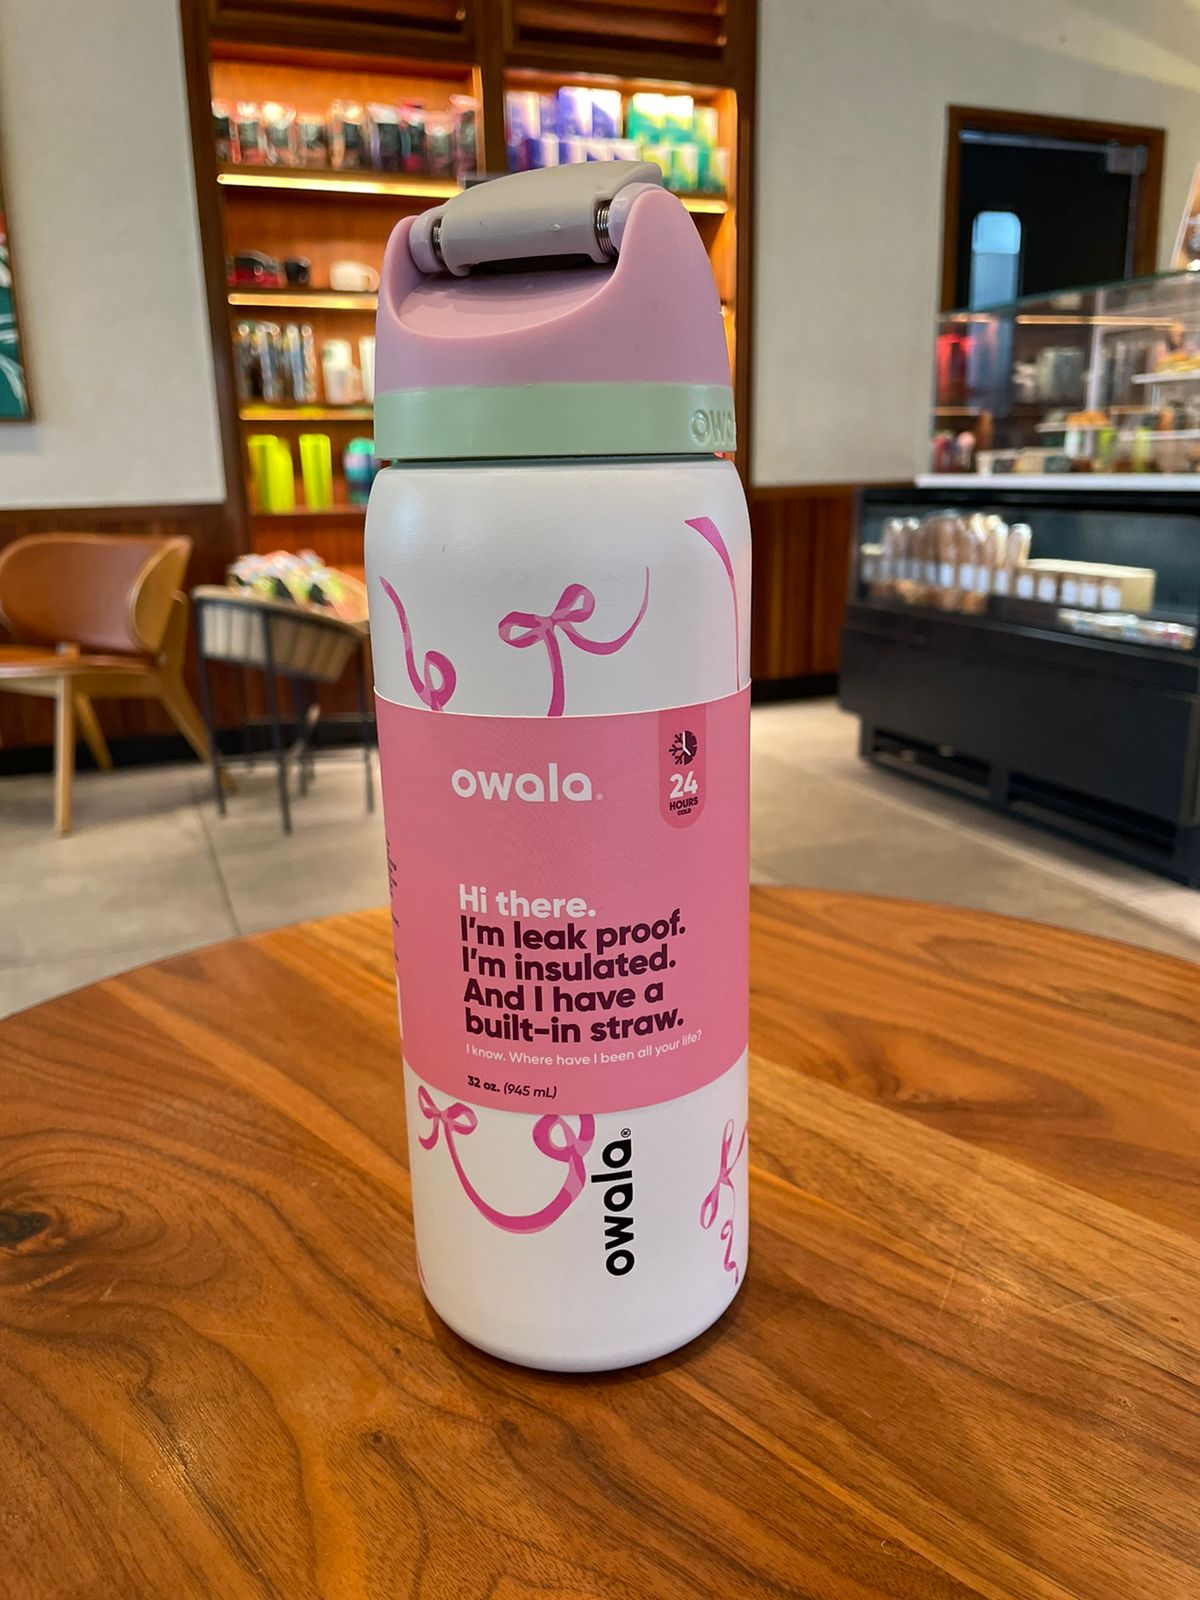 owala.
24
HOURS
COLD
Hi there.
I'm leak proof.
I'm insulated.
And I have a
built-in straw.
I know. Where have I been all your life?
32 oz. (945 mL)
owala®